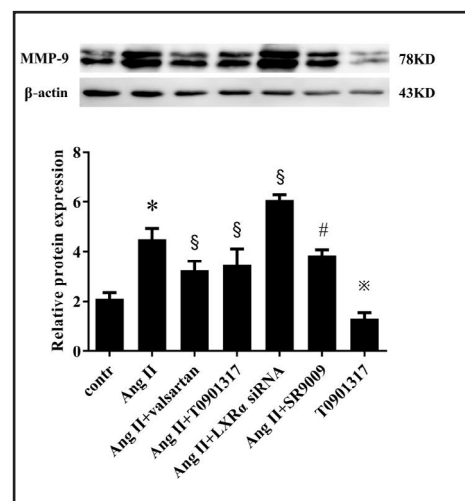 MMP-9 78KD
β-actin 43KD
Relative protein expression
8
6
4
2
0
*
§
§
§
#
※
contr
Ang II
Ang II+valsartan
Ang II+T0901317
Ang II+LXRα siRNA
Ang II+SR9009
T0901317